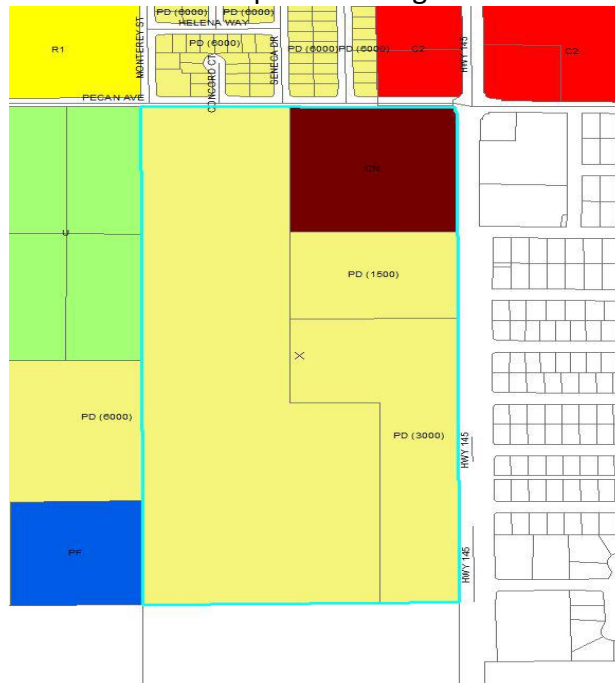 PD (6000)
PD (6000)
HELENA WAY
R1
MONTEREY ST
PD (6000)
CONCORD CT
SENECA DR
PD (6000)
PD (6000)
C2
HWY 145
C2
PECAN AVE
CN
U
PD (1500)
PD (6000)
PD (3000)
HWY 145
PF
HWY 145